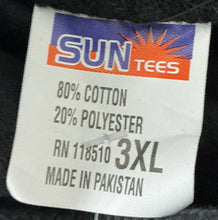 SUN
TEES
80% COTTON
20% POLYESTER
RN 118510 3XL
MADE IN PAKISTAN